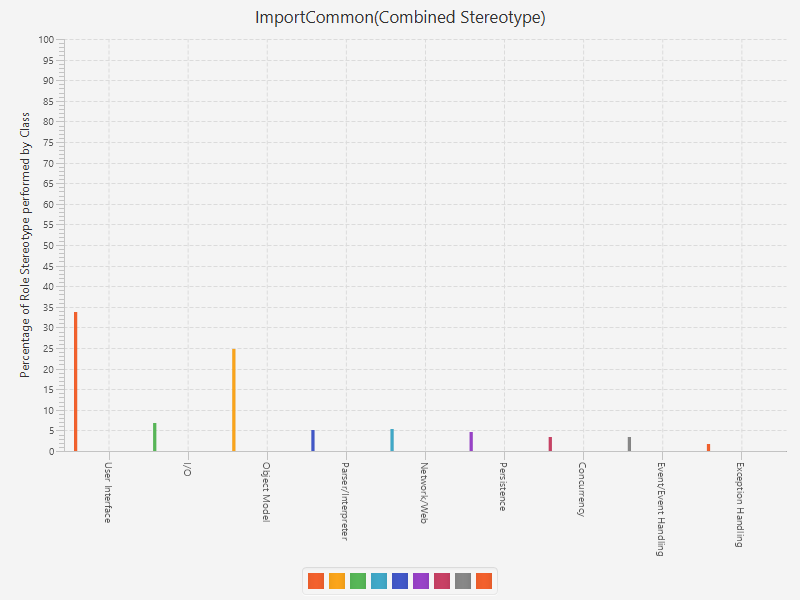 ImportCommon(Combined Stereotype)
Percentage of Role Stereotype performed by Class
100
95
90
85
80
75
70
65
60
55
50
45
40
35
30
25
20
15
10
5
0
User Interface
I/O
Object Model
Parser/Interpreter
Network/Web
Persistence
Concurrency
Event/Event Handling
Exception Handling